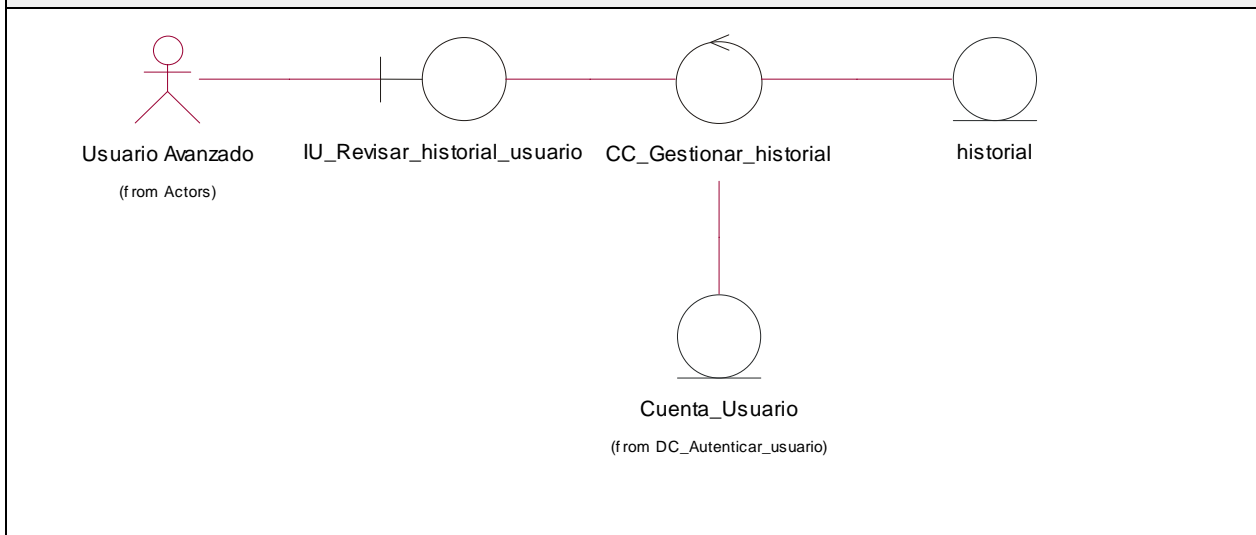 Usuario Avanzado
(from Actors)
IU_Revisar_historial_usuario
CC_Gestionar_historial
historial
Cuenta_Usuario
(from DC_Autenticar_usuario)